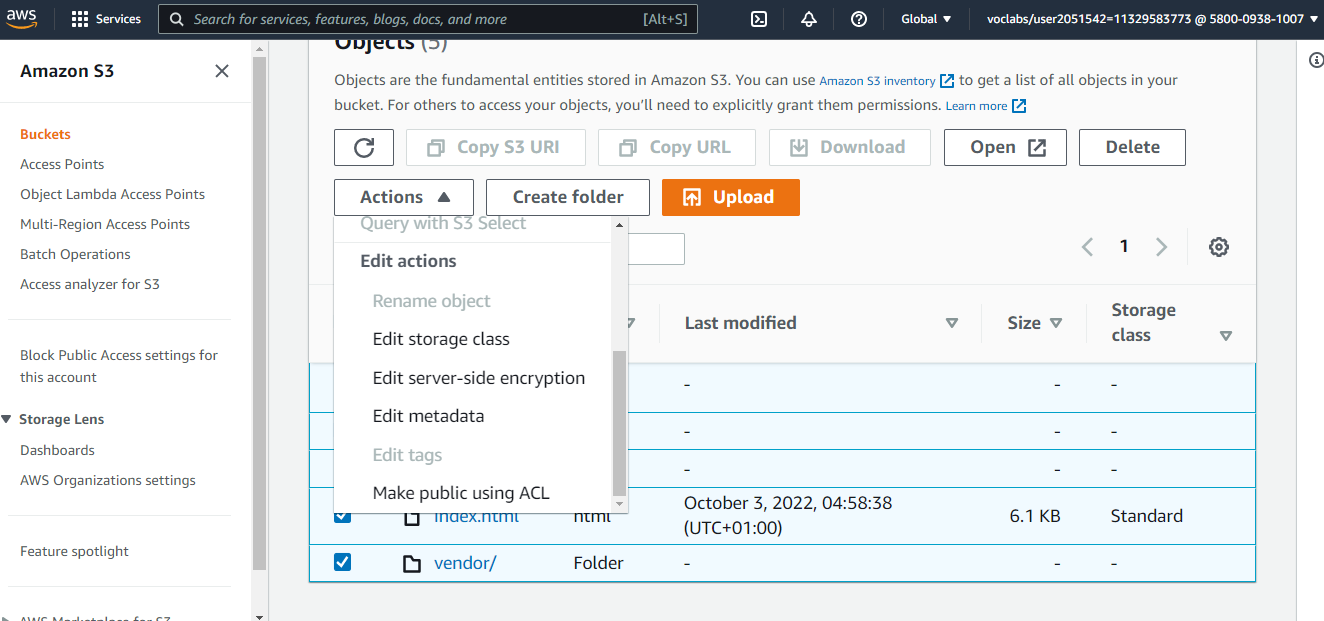 aws
Services
Search for services, features, blogs, docs, and more
[Alt+S]
Global
voclabs/user2051542=11329583773 @ 5800-0938-1007
Amazon S3
Buckets
Access Points
Object Lambda Access Points
Multi-Region Access Points
Batch Operations
Access analyzer for S3
Block Public Access settings for
this account
Storage Lens
Dashboards
AWS Organizations settings
Feature spotlight
AWS Marketplace for S3
Objects (5)
Objects are the fundamental entities stored in Amazon S3. You can use Amazon S3 inventory to get a list of all objects in your
bucket. For others to access your objects, you'll need to explicitly grant them permissions. Learn more
Copy S3 URI
Copy URL
Download
Open
Delete
Actions
Create folder
Upload
Query with S3 Select
Edit actions
Rename object
Edit storage class
Edit server-side encryption
Edit metadata
Edit tags
Make public using ACL
1
Last modified
Size
Storage
class
- - -
- - -
- - -
index.html html October 3, 2022, 04:58:38
(UTC+01:00) 6.1 KB Standard
vendor/ Folder - - -